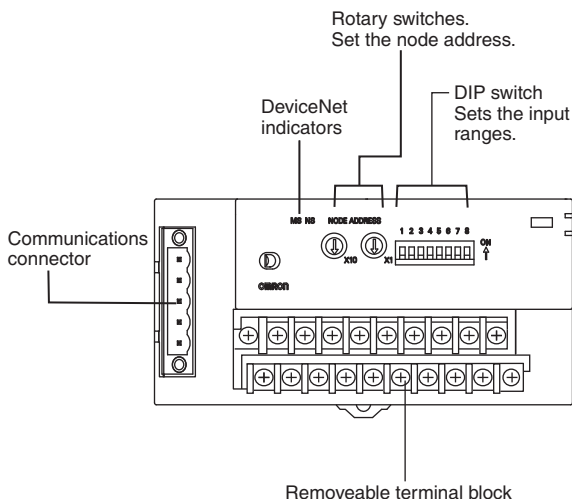 Rotary switches.
Set the node address.
DIP switch
Sets the input
ranges.
DeviceNet
indicators
MS NS
NODE ADDRESS
1 2 3 4 5 6 7 8
ON
X10
X1
OMRON
Communications
connector
Removeable terminal block